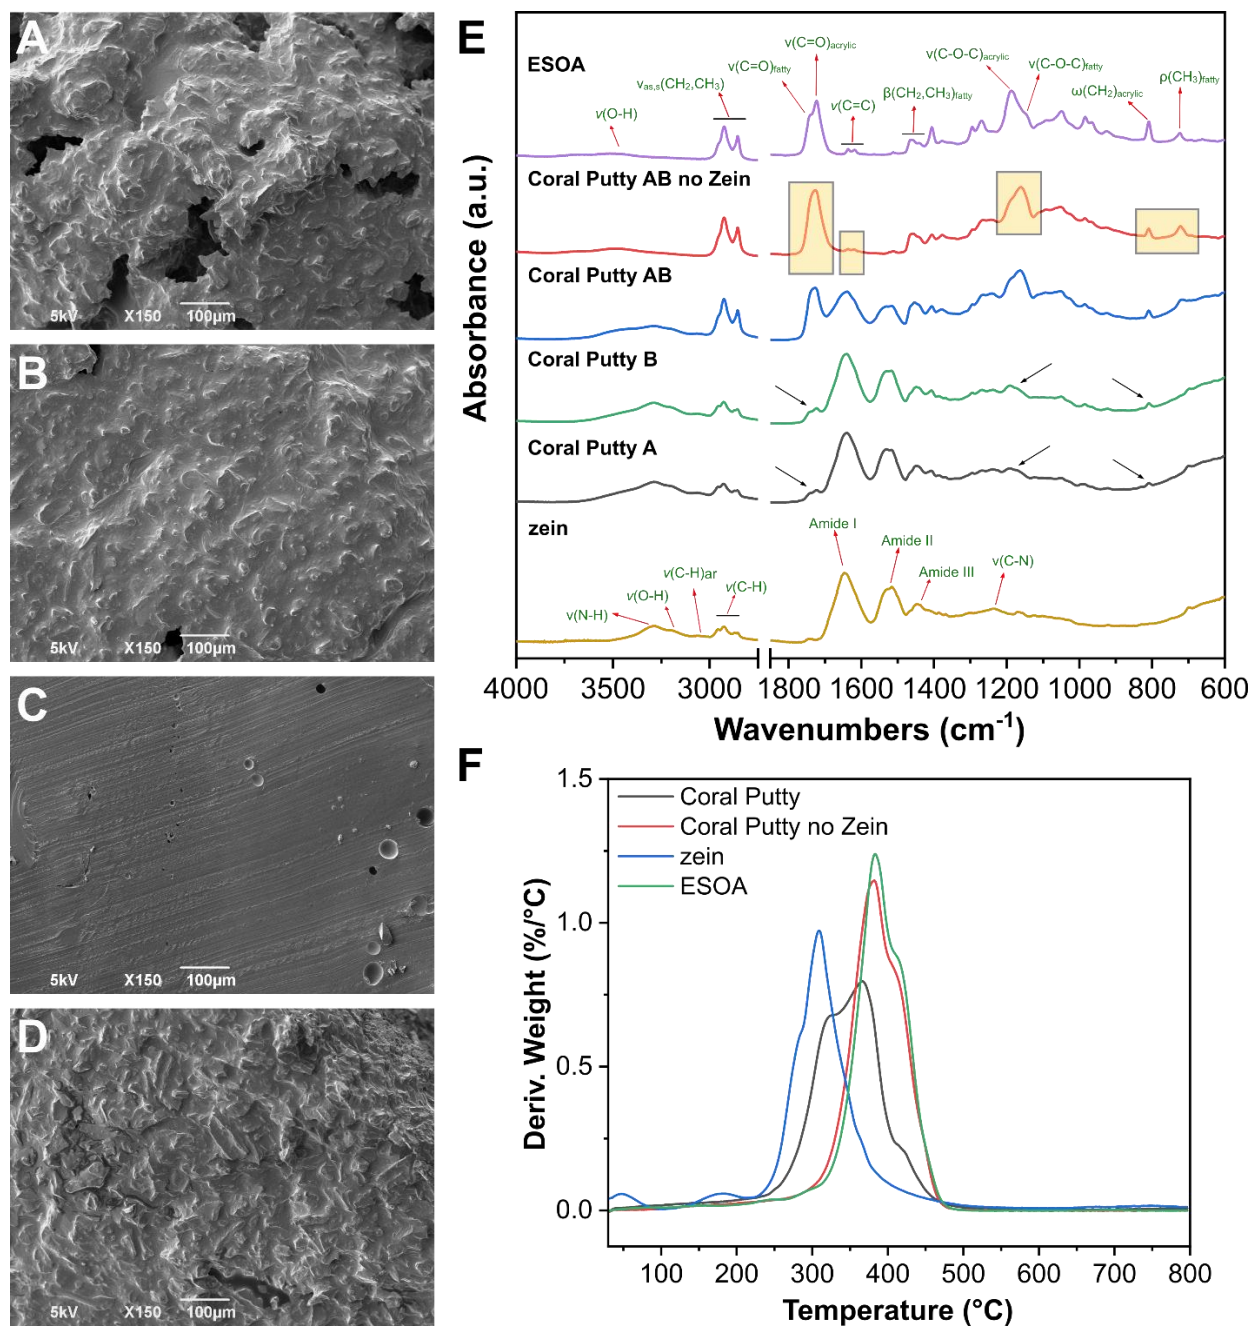 A
5kV X150 100μm
B
5kV X150 100μm
C
5kV X150 100μm
D
5kV X150 100μm
E
ESOA
ν(O-H)
νas,s(CH2,CH3)
ν(C=O)fatty
ν(C=O)acrylic
ν(C=C)
β(CH2,CH3)fatty
ν(C-O-C)acrylic
ν(C-O-C)fatty
ω(CH2)acrylic
ρ(CH3)fatty
Coral Putty AB no Zein
Coral Putty AB
Coral Putty B
Coral Putty A
zein
ν(N-H)
ν(O-H)
ν(C-H)ar
ν(C-H)
Amide I
Amide II
Amide III
ν(C-N)
Absorbance (a.u.)
4000 3500 3000 1800 1600 1400 1200 1000 800 600
Wavenumbers (cm-1)
F
Coral Putty
Coral Putty no Zein
zein
ESOA
1.5
1.0
0.5
0.0
Deriv. Weight (%/°C)
100 200 300 400 500 600 700 800
Temperature (°C)